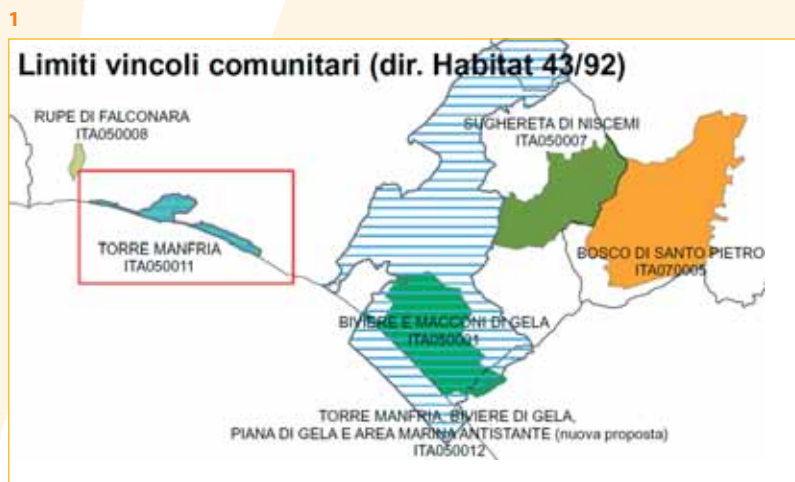 1
Limiti vincoli comunitari (dir. Habitat 43/92)
RUPE DI FALCONARA
ITA050008
SUGHERETA DI NISCEMI
ITA050007
TORRE MANFRIA
ITA050011
BOSCO DI SANTO PIETRO
ITA070005
BIVIERE E MACCONI DI GELA
ITA050001
TORRE MANFRIA, BIVIERE DI GELA,
PIANA DI GELA E AREA MARINA ANTISTANTE (nuova proposta)
ITA050012